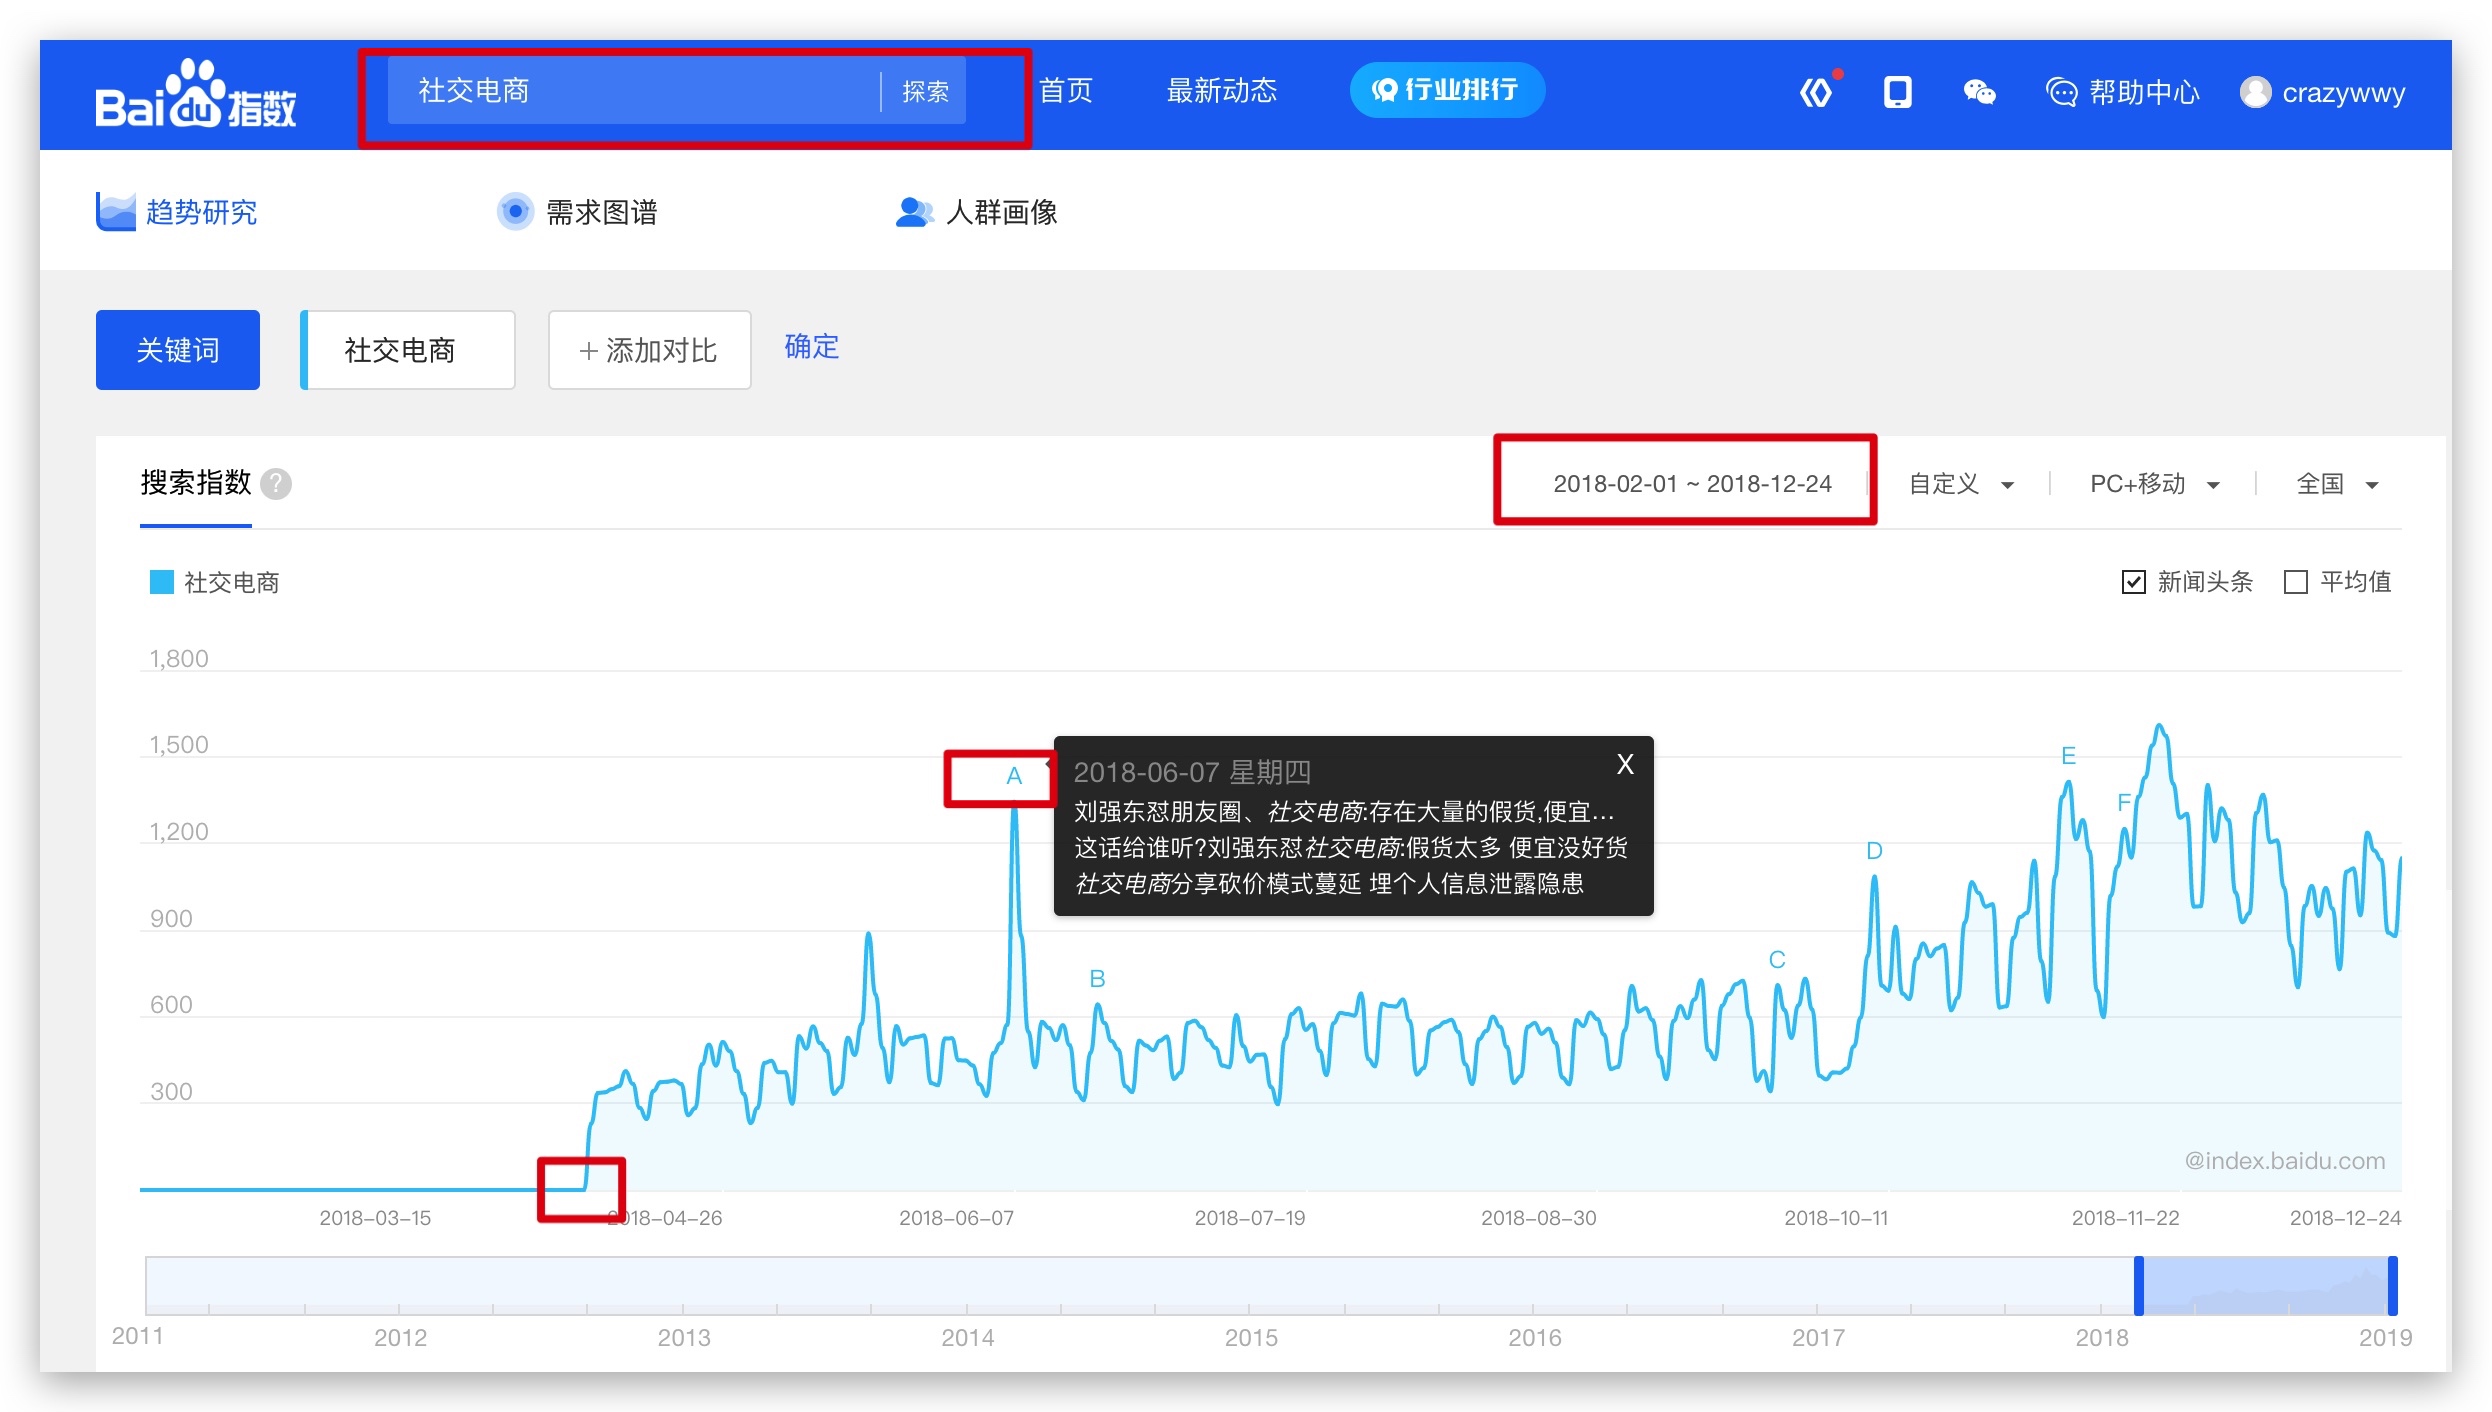 Baidu指数
社交电商
探索
首页
最新动态
行业排行
帮助中心
crazywwy
趋势研究
需求图谱
人群画像
关键词
社交电商
+ 添加对比
确定
搜索指数 ?
2018-02-01 ~ 2018-12-24
自定义
PC+移动
全国
社交电商
新闻头条
平均值
1,800
1,500
1,200
900
600
300
A
B
C
D
E
F
2018-06-07 星期四
X
刘强东怼朋友圈、社交电商:存在大量的假货,便宜...
这话给谁听?刘强东怼社交电商:假货太多 便宜没好货
社交电商分享砍价模式蔓延 埋个人信息泄露隐患
@index.baidu.com
2018-03-15
2018-04-26
2018-06-07
2018-07-19
2018-08-30
2018-10-11
2018-11-22
2018-12-24
2011
2012
2013
2014
2015
2016
2017
2018
2019